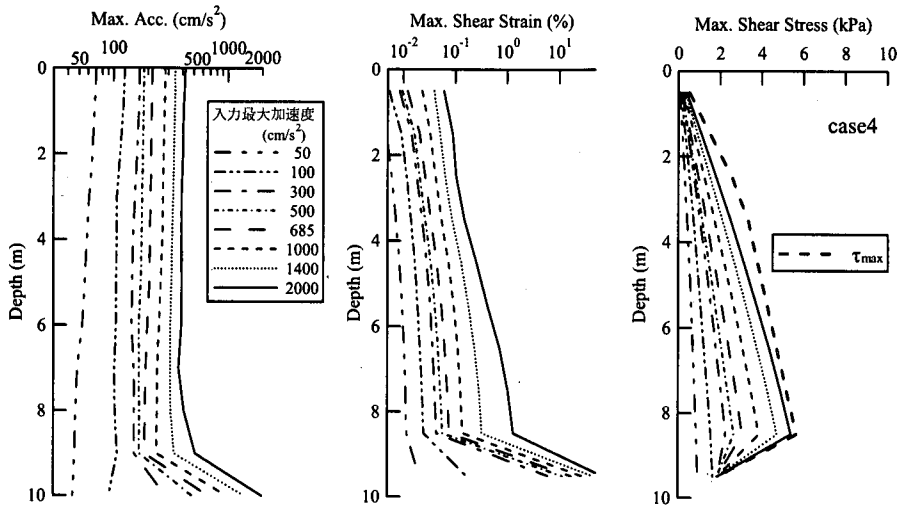 Max. Acc. (cm/s²)
50 100 500 1000 2000
0
2
4
6
8
10
Depth (m)
入力最大加速度
(cm/s²)
50
100
300
500
685
1000
1400
2000
Max. Shear Strain (%)
10⁻² 10⁻¹ 10⁰ 10¹
0
2
4
6
8
10
Depth (m)
Max. Shear Stress (kPa)
0 2 4 6 8 10
0
2
4
6
8
10
Depth (m)
case4
τmax